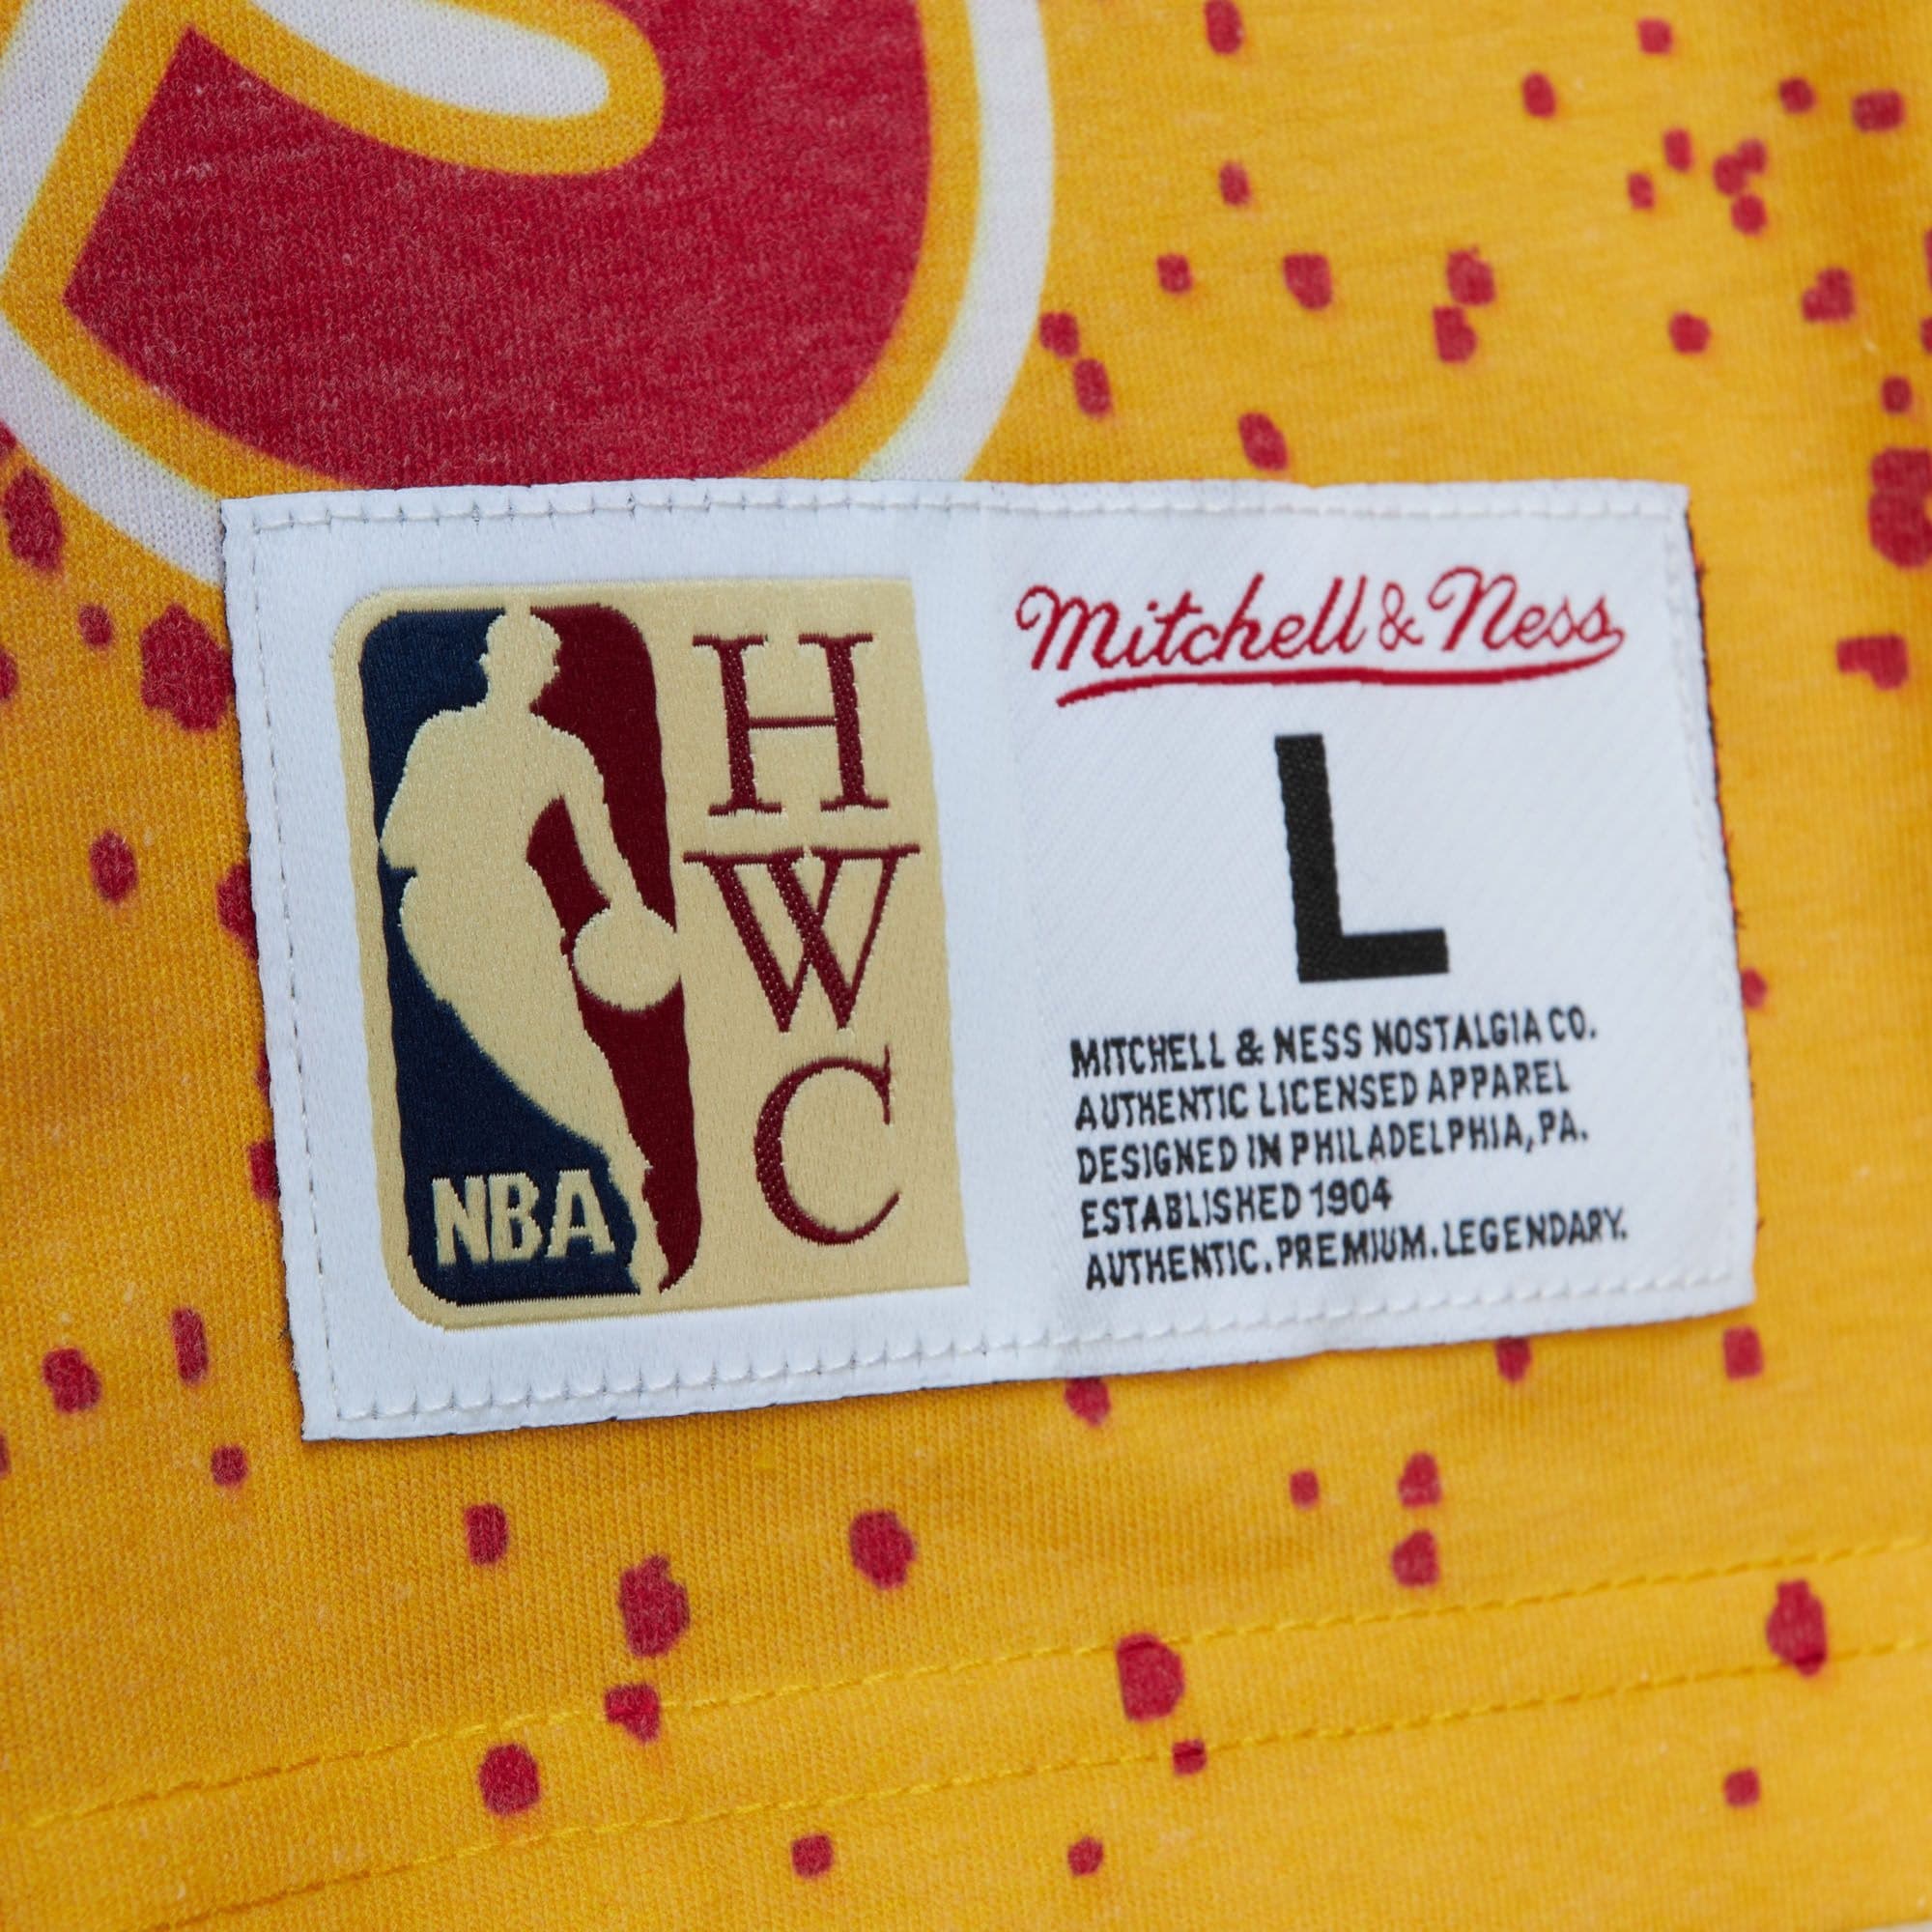 NBA
H
W
C
Mitchell & Ness
L
MITCHELL & NESS NOSTALGIA CO.
AUTHENTIC LICENSED APPAREL
DESIGNED IN PHILADELPHIA, PA.
ESTABLISHED 1904
AUTHENTIC. PREMIUM. LEGENDARY.